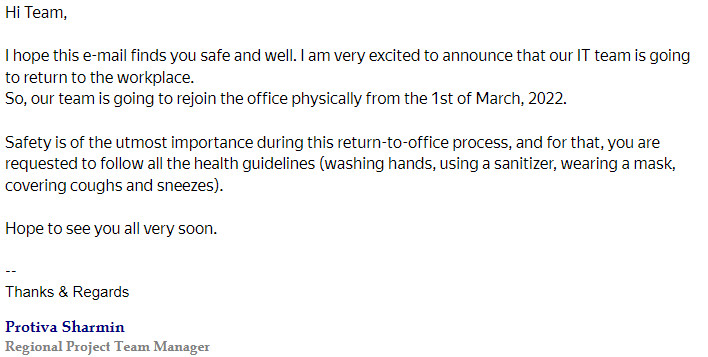 Hi Team,
I hope this e-mail finds you safe and well. I am very excited to announce that our IT team is going
to return to the workplace.
So, our team is going to rejoin the office physically from the 1st of March, 2022.
Safety is of the utmost importance during this return-to-office process, and for that, you are
requested to follow all the health guidelines (washing hands, using a sanitizer, wearing a mask,
covering coughs and sneezes).
Hope to see you all very soon.
--
Thanks & Regards
Protiva Sharmin
Regional Project Team Manager